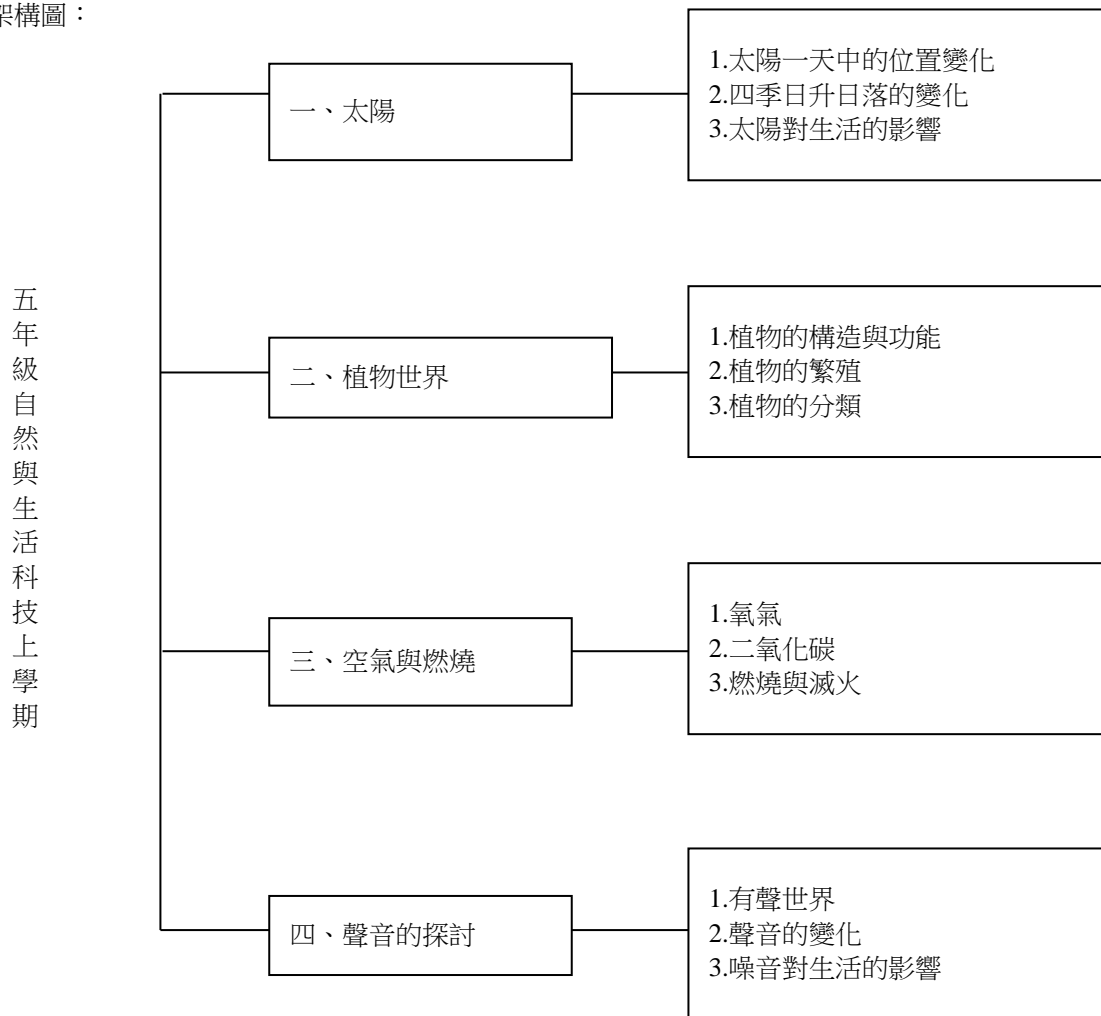 架構圖：
五年級自然與生活科技上學期
一、太陽
1.太陽一天中的位置變化
2.四季日升日落的變化
3.太陽對生活的影響
二、植物世界
1.植物的構造與功能
2.植物的繁殖
3.植物的分類
三、空氣與燃燒
1.氧氣
2.二氧化碳
3.燃燒與滅火
四、聲音的探討
1.有聲世界
2.聲音的變化
3.噪音對生活的影響